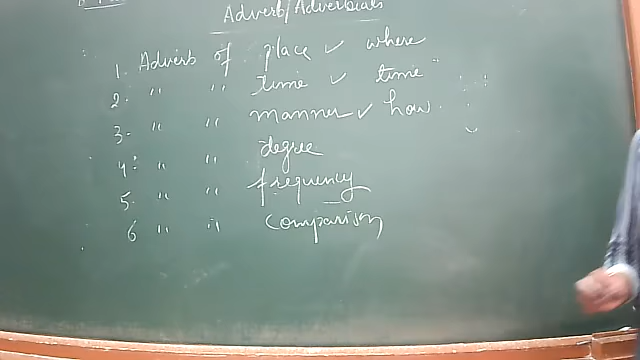 Adverb/Adverbials
1. Adverb of place ✓ where
2. " " time ✓ time
3. " " manner ✓ how
4. " " degree
5. " " frequency
6 " " comparison